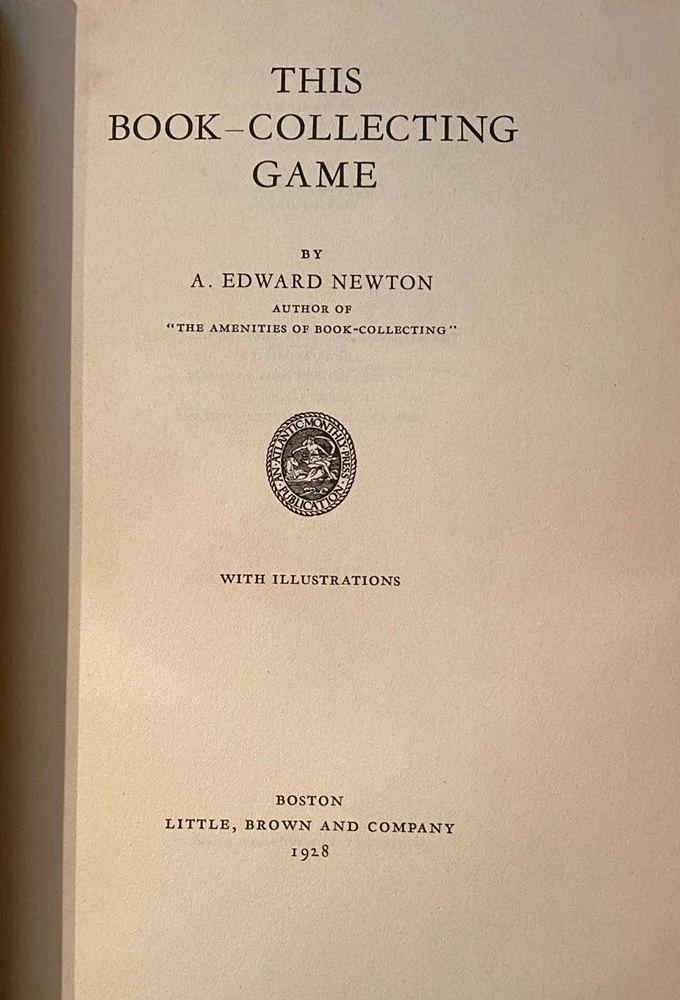 THIS
BOOK–COLLECTING
GAME
BY
A. EDWARD NEWTON
AUTHOR OF
"THE AMENITIES OF BOOK-COLLECTING"
AN·ATLANTIC·MONTHLY·PRESS
·PUBLICATION·
WITH ILLUSTRATIONS
BOSTON
LITTLE, BROWN AND COMPANY
1928